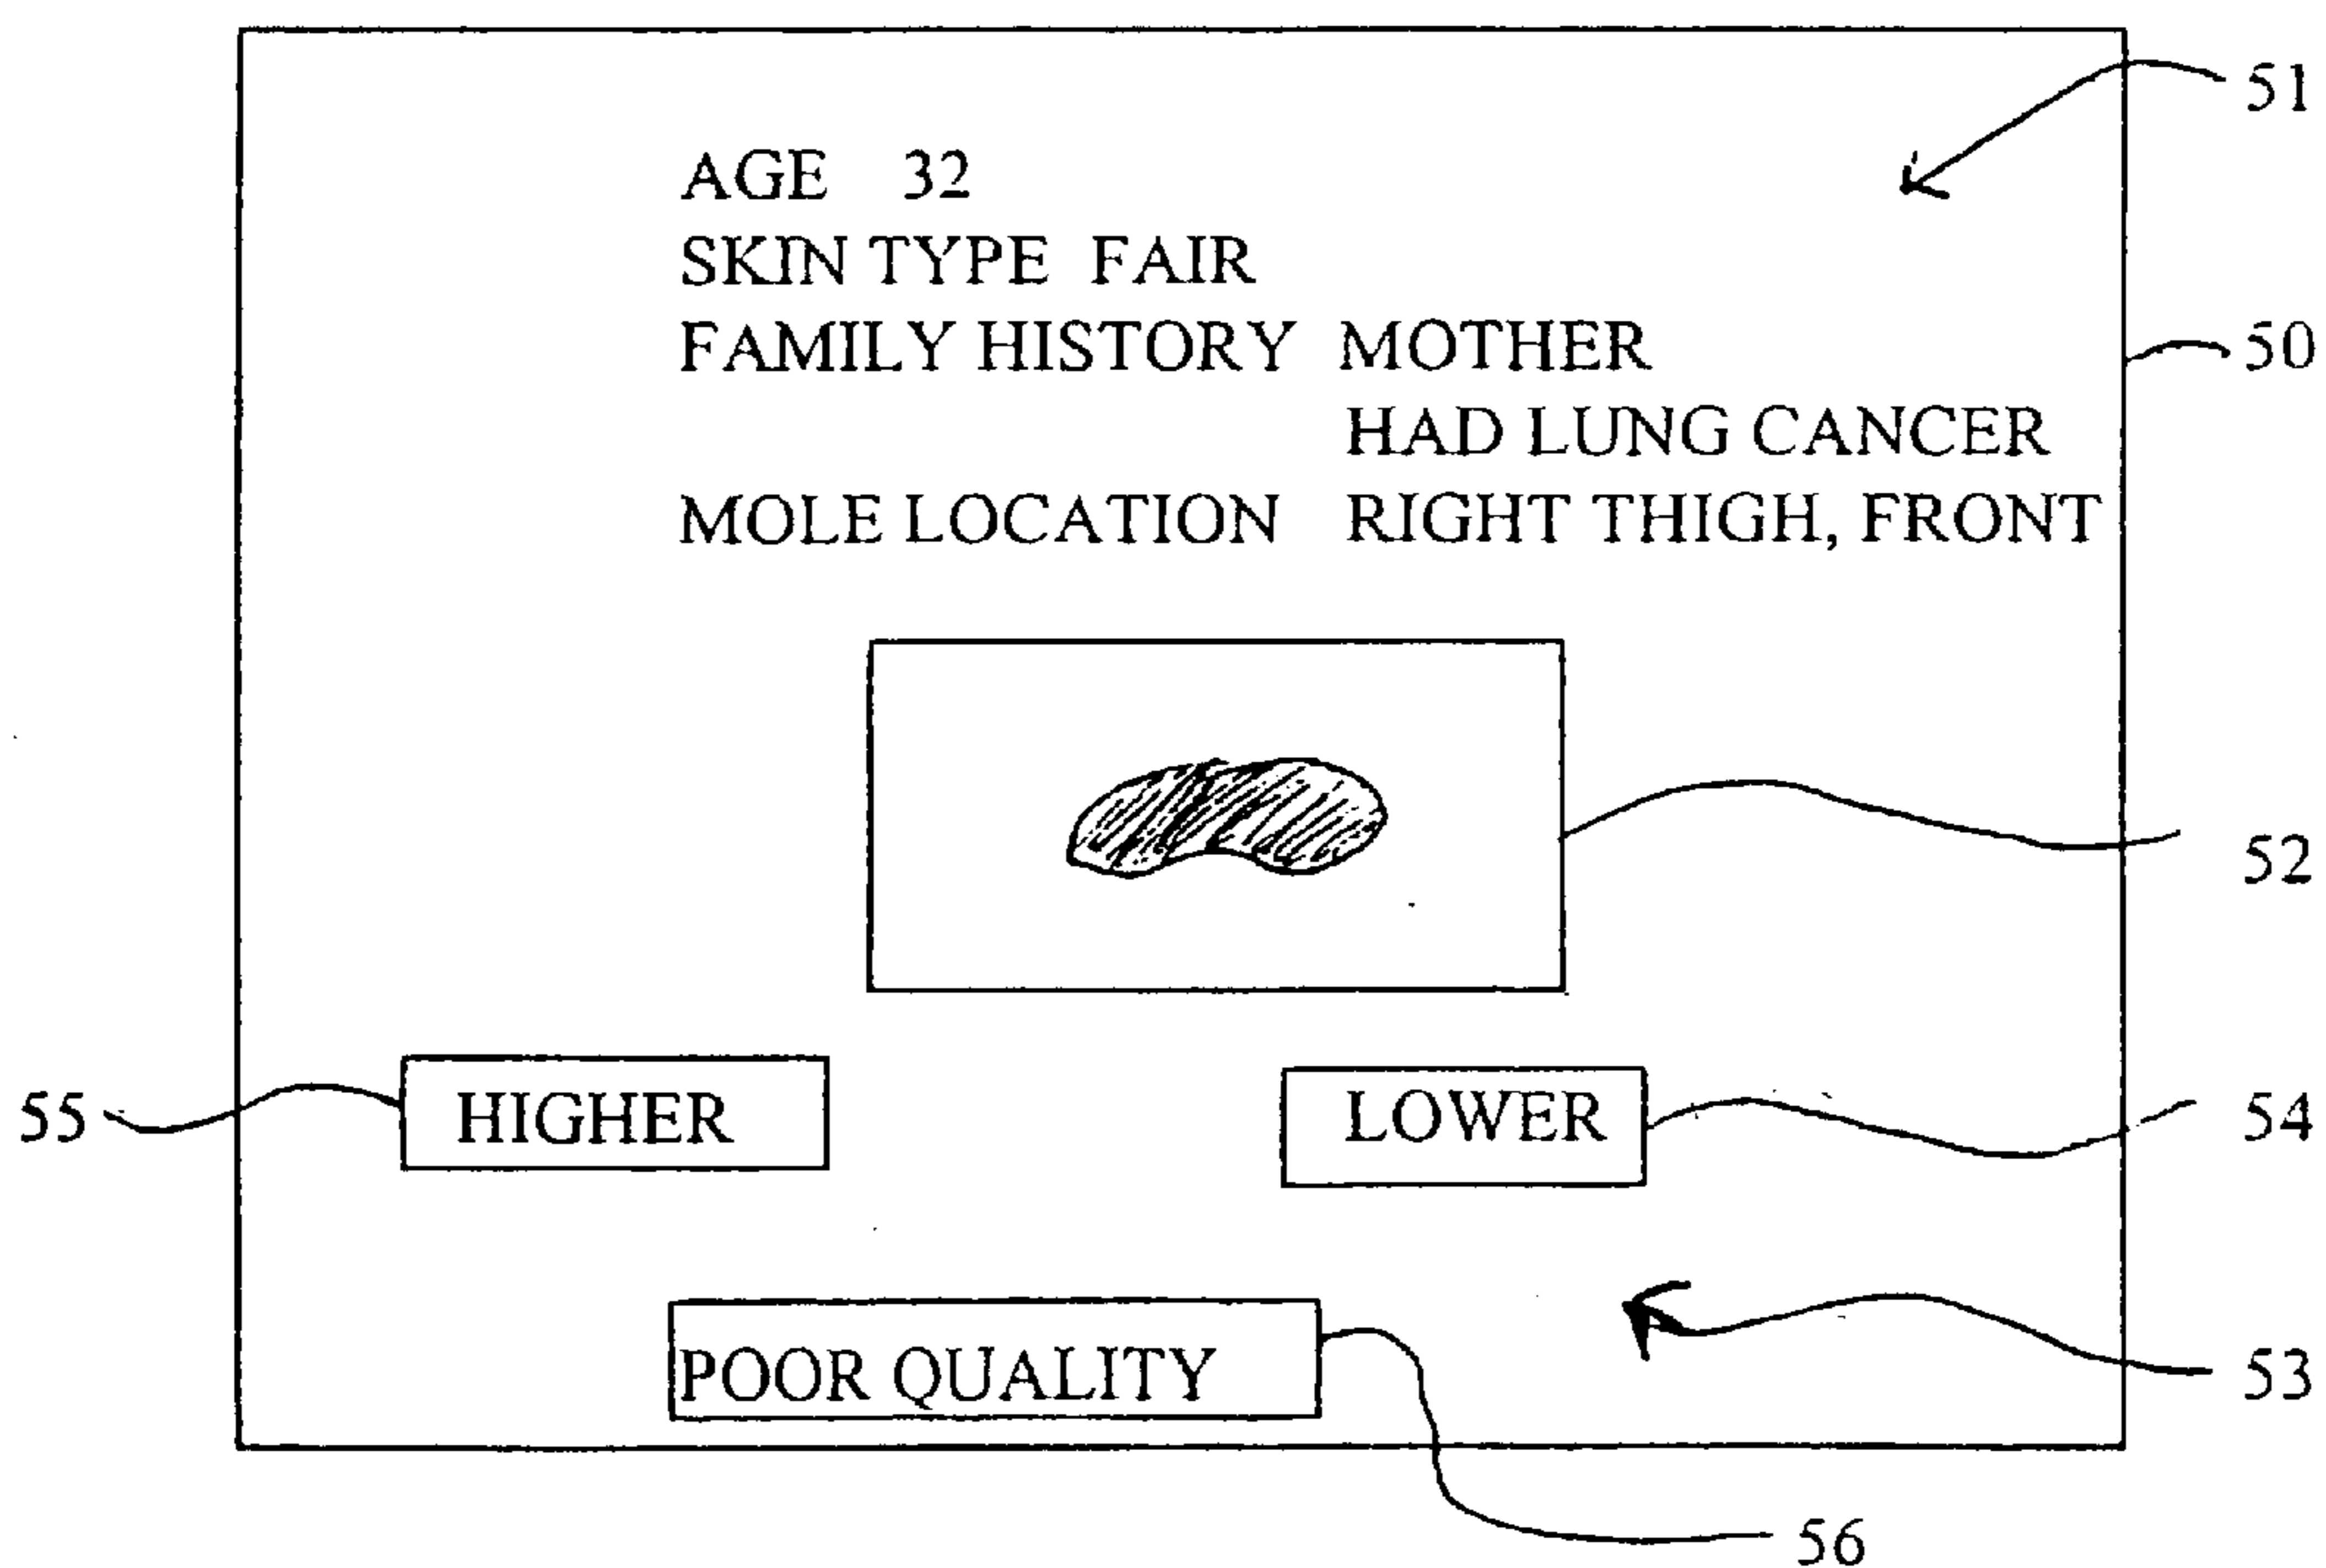 51
AGE 32
SKIN TYPE FAIR
FAMILY HISTORY MOTHER
50
HAD LUNG CANCER
MOLE LOCATION RIGHT THIGH, FRONT
52
55
HIGHER
LOWER
54
POOR QUALITY
53
56